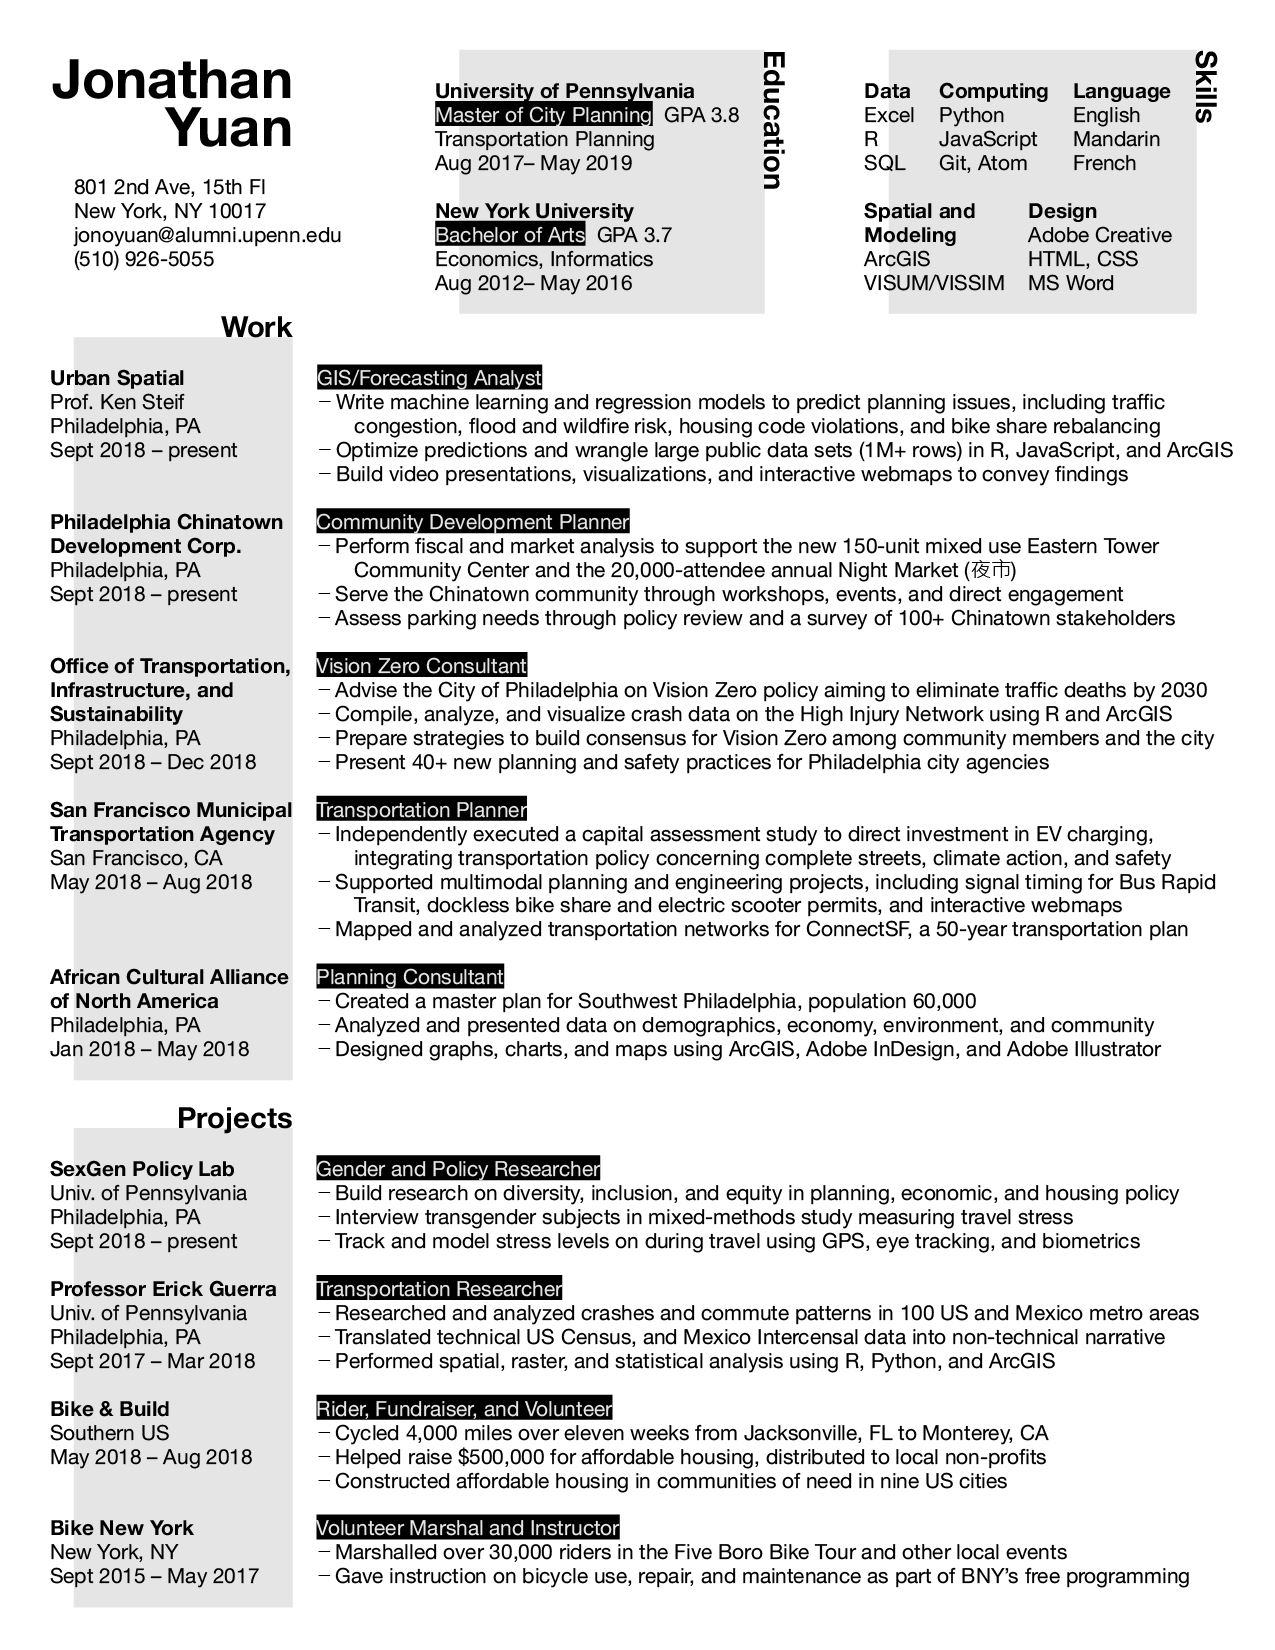 Jonathan
Yuan
801 2nd Ave, 15th Fl
New York, NY 10017
jonoyuan@alumni.upenn.edu
(510) 926-5055
Education
University of Pennsylvania
Master of City Planning GPA 3.8
Transportation Planning
Aug 2017– May 2019
New York University
Bachelor of Arts GPA 3.7
Economics, Informatics
Aug 2012– May 2016
Skills
Data
Excel
R
SQL
Computing
Python
JavaScript
Git, Atom
Language
English
Mandarin
French
Spatial and
Modeling
ArcGIS
VISUM/VISSIM
Design
Adobe Creative
HTML, CSS
MS Word
Work
Urban Spatial
Prof. Ken Steif
Philadelphia, PA
Sept 2018 – present
GIS/Forecasting Analyst
– Write machine learning and regression models to predict planning issues, including traffic
congestion, flood and wildfire risk, housing code violations, and bike share rebalancing
– Optimize predictions and wrangle large public data sets (1M+ rows) in R, JavaScript, and ArcGIS
– Build video presentations, visualizations, and interactive webmaps to convey findings
Philadelphia Chinatown
Development Corp.
Philadelphia, PA
Sept 2018 – present
Community Development Planner
– Perform fiscal and market analysis to support the new 150-unit mixed use Eastern Tower
Community Center and the 20,000-attendee annual Night Market (夜市)
– Serve the Chinatown community through workshops, events, and direct engagement
– Assess parking needs through policy review and a survey of 100+ Chinatown stakeholders
Office of Transportation,
Infrastructure, and
Sustainability
Philadelphia, PA
Sept 2018 – Dec 2018
Vision Zero Consultant
– Advise the City of Philadelphia on Vision Zero policy aiming to eliminate traffic deaths by 2030
– Compile, analyze, and visualize crash data on the High Injury Network using R and ArcGIS
– Prepare strategies to build consensus for Vision Zero among community members and the city
– Present 40+ new planning and safety practices for Philadelphia city agencies
San Francisco Municipal
Transportation Agency
San Francisco, CA
May 2018 – Aug 2018
Transportation Planner
– Independently executed a capital assessment study to direct investment in EV charging,
integrating transportation policy concerning complete streets, climate action, and safety
– Supported multimodal planning and engineering projects, including signal timing for Bus Rapid
Transit, dockless bike share and electric scooter permits, and interactive webmaps
– Mapped and analyzed transportation networks for ConnectSF, a 50-year transportation plan
African Cultural Alliance
of North America
Philadelphia, PA
Jan 2018 – May 2018
Planning Consultant
– Created a master plan for Southwest Philadelphia, population 60,000
– Analyzed and presented data on demographics, economy, environment, and community
– Designed graphs, charts, and maps using ArcGIS, Adobe InDesign, and Adobe Illustrator
Projects
SexGen Policy Lab
Univ. of Pennsylvania
Philadelphia, PA
Sept 2018 – present
Gender and Policy Researcher
– Build research on diversity, inclusion, and equity in planning, economic, and housing policy
– Interview transgender subjects in mixed-methods study measuring travel stress
– Track and model stress levels on during travel using GPS, eye tracking, and biometrics
Professor Erick Guerra
Univ. of Pennsylvania
Philadelphia, PA
Sept 2017 – Mar 2018
Transportation Researcher
– Researched and analyzed crashes and commute patterns in 100 US and Mexico metro areas
– Translated technical US Census, and Mexico Intercensal data into non-technical narrative
– Performed spatial, raster, and statistical analysis using R, Python, and ArcGIS
Bike & Build
Southern US
May 2018 – Aug 2018
Rider, Fundraiser, and Volunteer
– Cycled 4,000 miles over eleven weeks from Jacksonville, FL to Monterey, CA
– Helped raise $500,000 for affordable housing, distributed to local non-profits
– Constructed affordable housing in communities of need in nine US cities
Bike New York
New York, NY
Sept 2015 – May 2017
Volunteer Marshal and Instructor
– Marshalled over 30,000 riders in the Five Boro Bike Tour and other local events
– Gave instruction on bicycle use, repair, and maintenance as part of BNY’s free programming